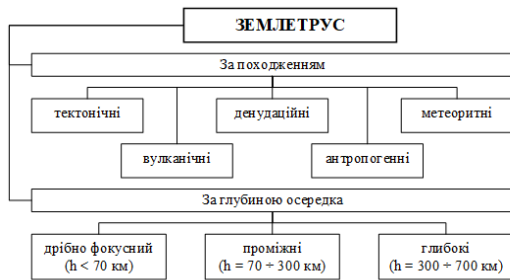 ЗЕМЛЕТРУС
За походженням
тектонічні
денудаційні
метеоритні
вулканічні
антропогенні
За глубиною осередка
дрібно фокусний
(h < 70 км)
проміжні
(h = 70 ÷ 300 км)
глибокі
(h = 300 ÷ 700 км)